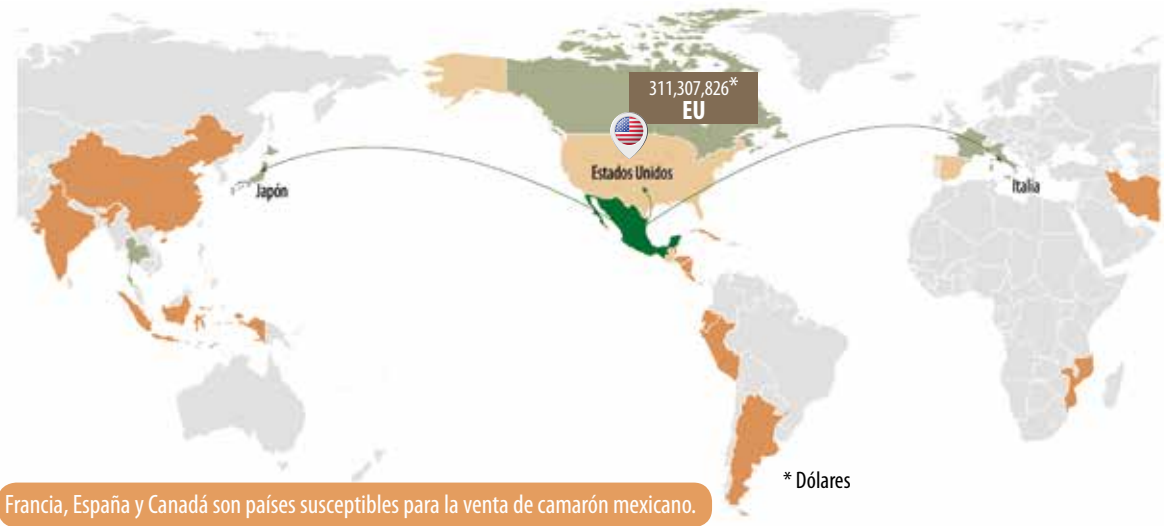 311,307,826*
EU
Estados Unidos
Japón
Italia
* Dólares
Francia, España y Canadá son países susceptibles para la venta de camarón mexicano.